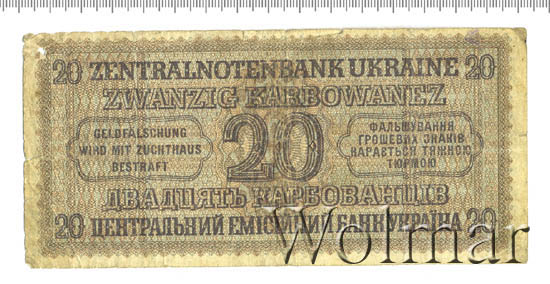 20 ZENTRALNOTENBANK UKRAINE 20
ZWANZIG KARBOWANEZ
GELDFÄLSCHUNG
WIRD MIT ZUCHTHAUS
BESTRAFT
20
ФАЛЬШУВАННЯ
ГРОШЕВИХ ЗНАКІВ
КАРАЄТЬСЯ ТЯЖКОЮ
ТЮРМОЮ
ДВАДЦЯТЬ КАРБОВАНЦІВ
20 ЦЕНТРАЛЬНИЙ ЕМІСІЙНИЙ БАНК УКРАЇНА 20
Wolmar